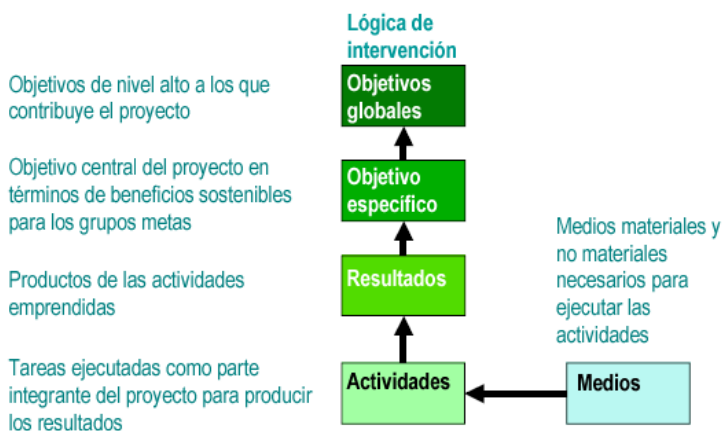 Lógica de
intervención
Objetivos de nivel alto a los que
contribuye el proyecto
Objetivos
globales
Objetivo central del proyecto en
términos de beneficios sostenibles
para los grupos metas
Objetivo
específico
Medios materiales y
no materiales
necesarios para
ejecutar las
actividades
Productos de las actividades
emprendidas
Resultados
Tareas ejecutadas como parte
integrante del proyecto para producir
los resultados
Actividades
Medios